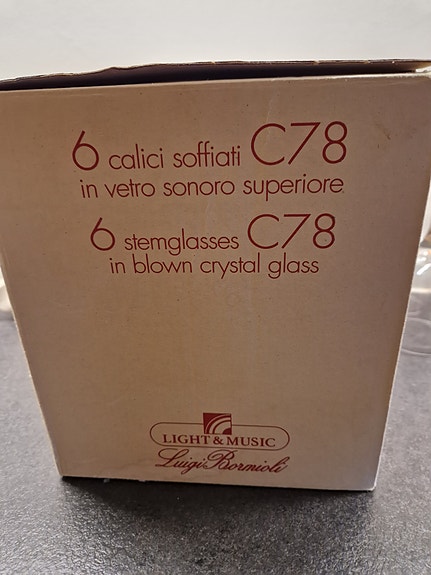 6 calici soffiati C78
in vetro sonoro superiore
6 stemglasses C78
in blown crystal glass
LIGHT & MUSIC
Luigi Bormioli